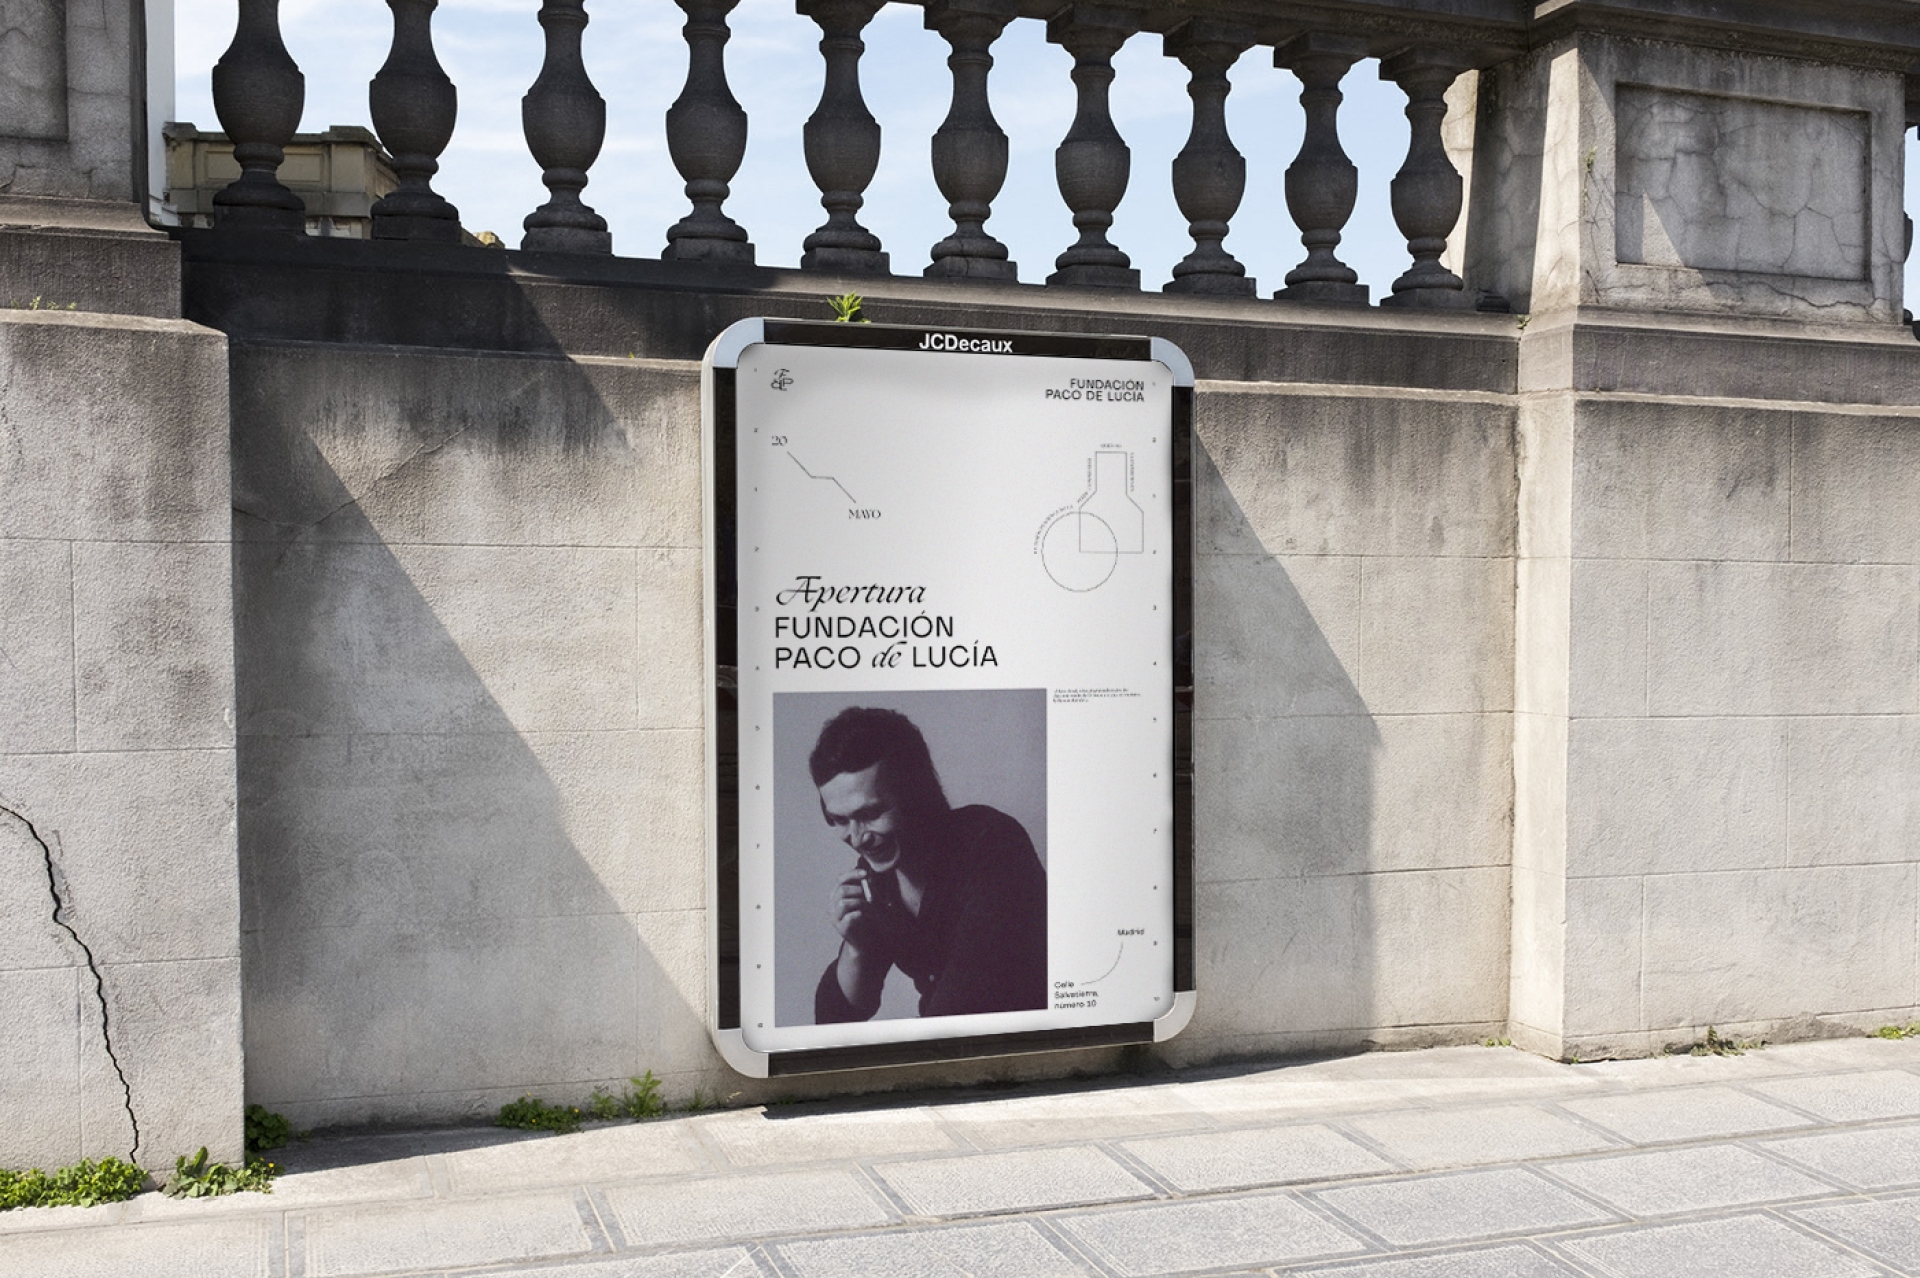 JCDecaux
FUNDACIÓN
PACO DE LUCÍA
20
MAYO
Apertura
FUNDACIÓN
PACO de LUCÍA
Madrid
Calle
Salvatierra,
número 10